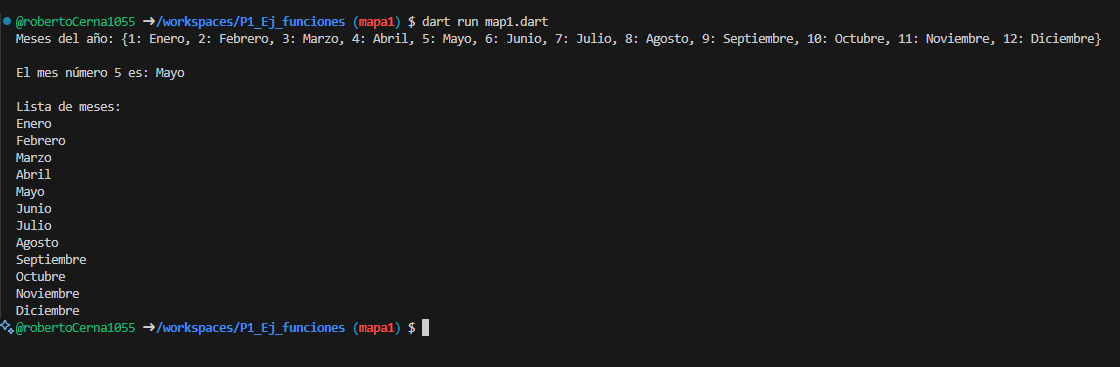 @robertoCerna1055 ➜/workspaces/P1_Ej_funciones (mapa1) $ dart run map1.dart
Meses del año: {1: Enero, 2: Febrero, 3: Marzo, 4: Abril, 5: Mayo, 6: Junio, 7: Julio, 8: Agosto, 9: Septiembre, 10: Octubre, 11: Noviembre, 12: Diciembre}
El mes número 5 es: Mayo
Lista de meses:
Enero
Febrero
Marzo
Abril
Mayo
Junio
Julio
Agosto
Septiembre
Octubre
Noviembre
Diciembre
@robertoCerna1055 ➜/workspaces/P1_Ej_funciones (mapa1) $